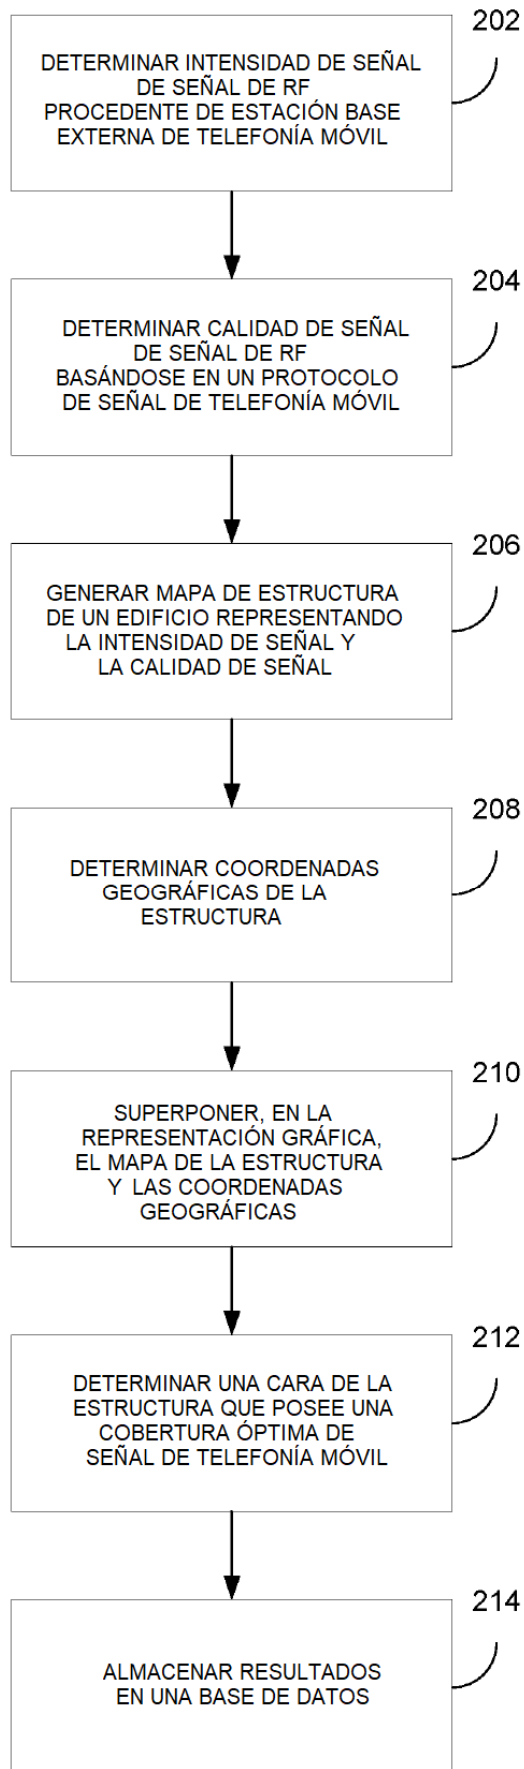 202
DETERMINAR INTENSIDAD DE SEÑAL
DE SEÑAL DE RF
PROCEDENTE DE ESTACIÓN BASE
EXTERNA DE TELEFONÍA MÓVIL
204
DETERMINAR CALIDAD DE SEÑAL
DE SEÑAL DE RF
BASÁNDOSE EN UN PROTOCOLO
DE SEÑAL DE TELEFONÍA MÓVIL
206
GENERAR MAPA DE ESTRUCTURA
DE UN EDIFICIO REPRESENTANDO
LA INTENSIDAD DE SEÑAL Y
LA CALIDAD DE SEÑAL
208
DETERMINAR COORDENADAS
GEOGRÁFICAS DE LA
ESTRUCTURA
210
SUPERPONER, EN LA
REPRESENTACIÓN GRÁFICA,
EL MAPA DE LA ESTRUCTURA
Y LAS COORDENADAS
GEOGRÁFICAS
212
DETERMINAR UNA CARA DE LA
ESTRUCTURA QUE POSEE UNA
COBERTURA ÓPTIMA DE
SEÑAL DE TELEFONÍA MÓVIL
214
ALMACENAR RESULTADOS
EN UNA BASE DE DATOS